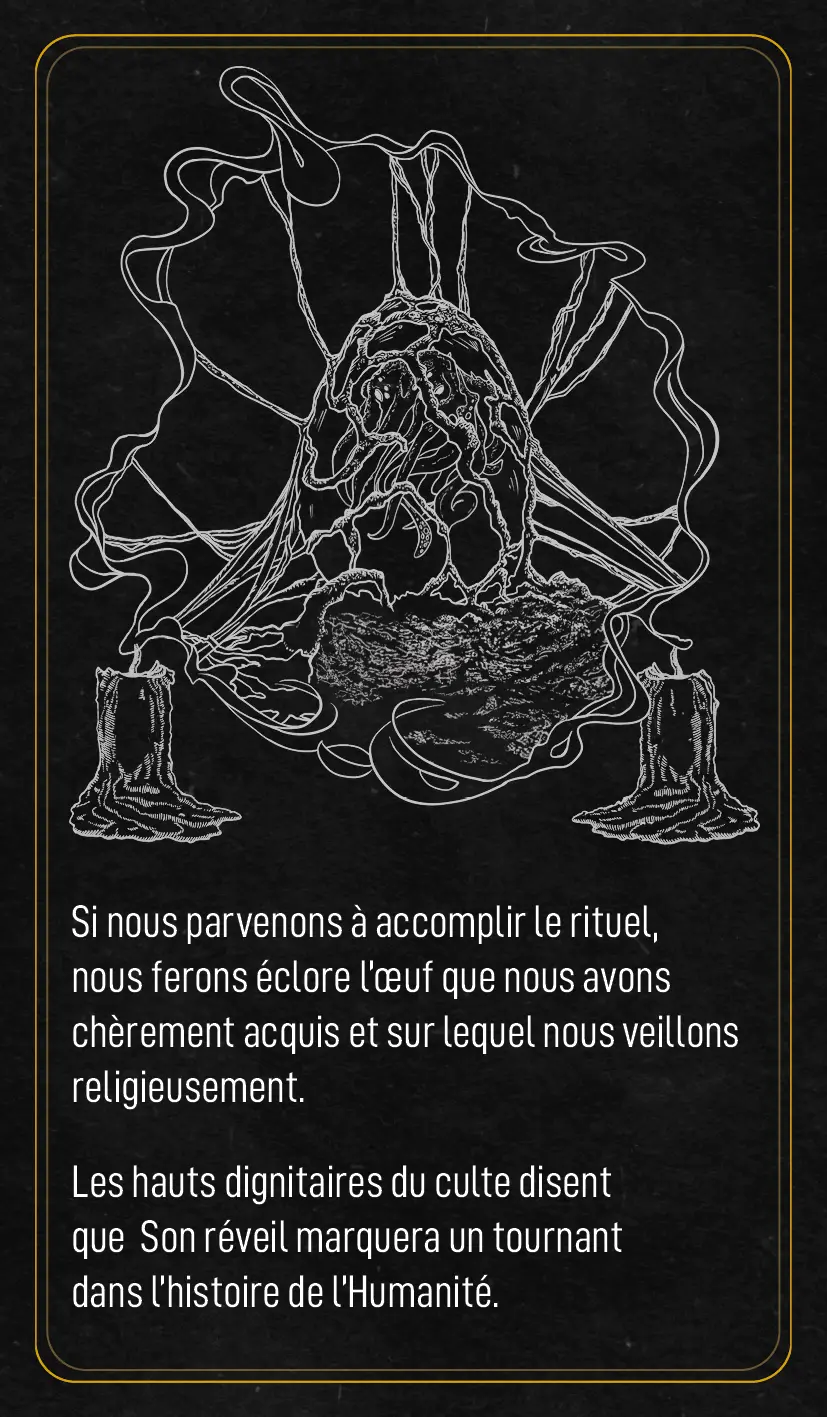 Si nous parvenons à accomplir le rituel,
nous ferons éclore l'œuf que nous avons
chèrement acquis et sur lequel nous veillons
religieusement.
Les hauts dignitaires du culte disent
que  Son réveil marquera un tournant
dans l'histoire de l'Humanité.